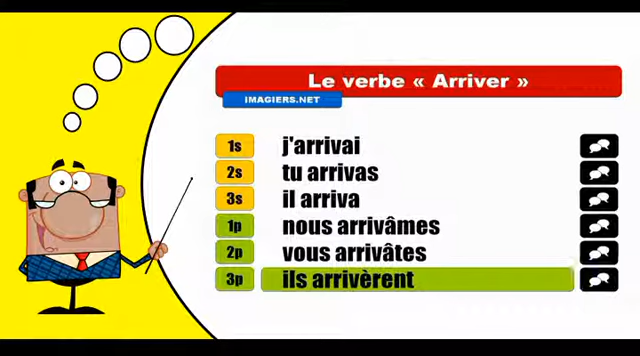 Le verbe « Arriver »
IMAGIERS.NET
1s j'arrivai
2s tu arrivas
3s il arriva
1p nous arrivâmes
2p vous arrivâtes
3p ils arrivèrent